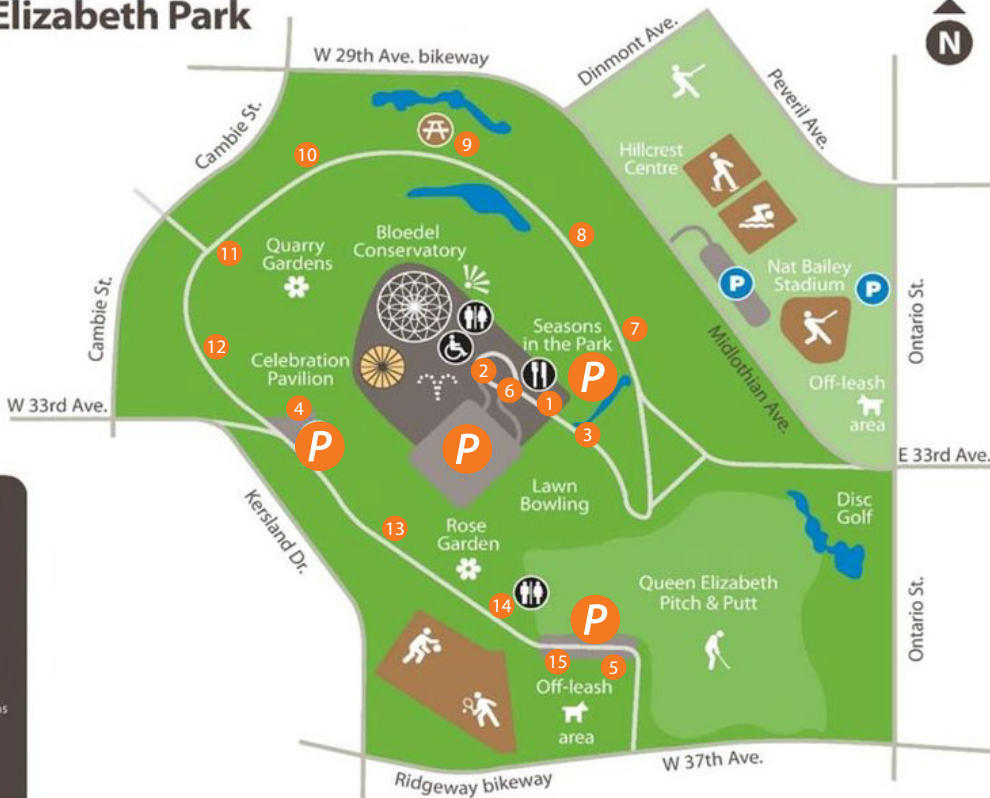 Elizabeth Park
N
W 29th Ave. bikeway
Dinmont Ave.
Peveril Ave.
Cambie St.
9
10
Hillcrest
Centre
8
11
Quarry
Gardens
Bloedel
Conservatory
Nat Bailey
Stadium
P
P
Cambie St.
Ontario St.
12
Seasons
in the Park
7
Midlothian Ave.
Celebration
Pavilion
2
6
1
P
Off-leash
area
W 33rd Ave.
4
P
P
3
E 33rd Ave.
Lawn
Bowling
Disc
Golf
Kersland Dr.
13
Rose
Garden
Queen Elizabeth
Pitch & Putt
14
P
Ontario St.
15
5
Off-leash
area
W 37th Ave.
Ridgeway bikeway